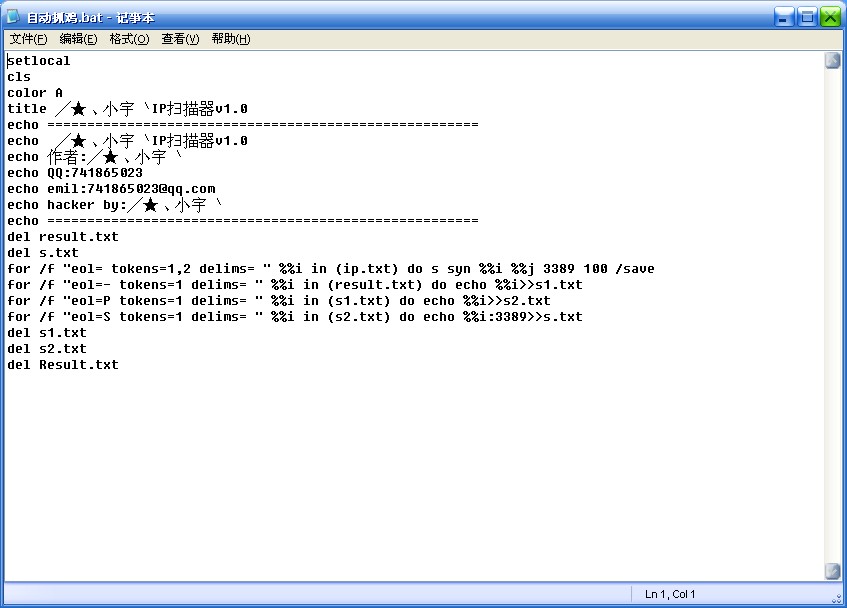 自动抓鸡.bat - 记事本
文件(F) 编辑(E) 格式(O) 查看(V) 帮助(H)
setlocal
cls
color A
title ╱★﹑小宇〝IP扫描器v1.0
echo ======================================================
echo ╱★﹑小宇〝IP扫描器v1.0
echo 作者:╱★﹑小宇〝
echo QQ:741865023
echo emil:741865023@qq.com
echo hacker by:╱★﹑小宇〝
echo ======================================================
del result.txt
del s.txt
for /f "eol= tokens=1,2 delims= " %%i in (ip.txt) do s syn %%i %%j 3389 100 /save
for /f "eol=- tokens=1 delims= " %%i in (result.txt) do echo %%i>>s1.txt
for /f "eol=P tokens=1 delims= " %%i in (s1.txt) do echo %%i>>s2.txt
for /f "eol=S tokens=1 delims= " %%i in (s2.txt) do echo %%i:3389>>s.txt
del s1.txt
del s2.txt
del Result.txt
Ln 1, Col 1